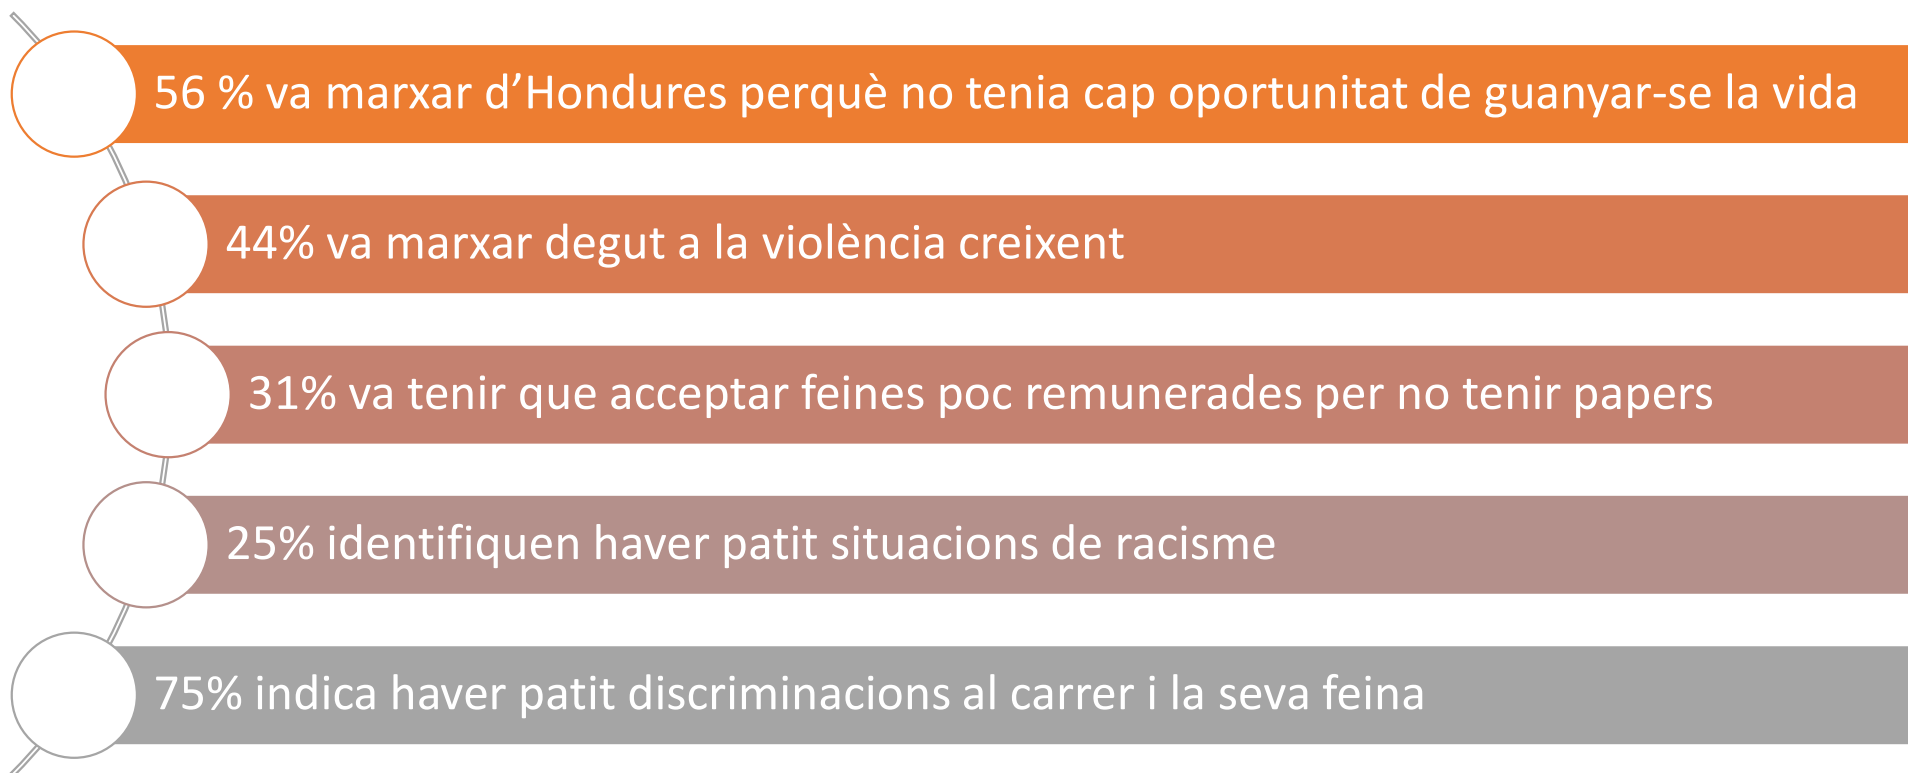 56 % va marxar d’Hondures perquè no tenia cap oportunitat de guanyar-se la vida
44% va marxar degut a la violència creixent
31% va tenir que acceptar feines poc remunerades per no tenir papers
25% identifiquen haver patit situacions de racisme
75% indica haver patit discriminacions al carrer i la seva feina